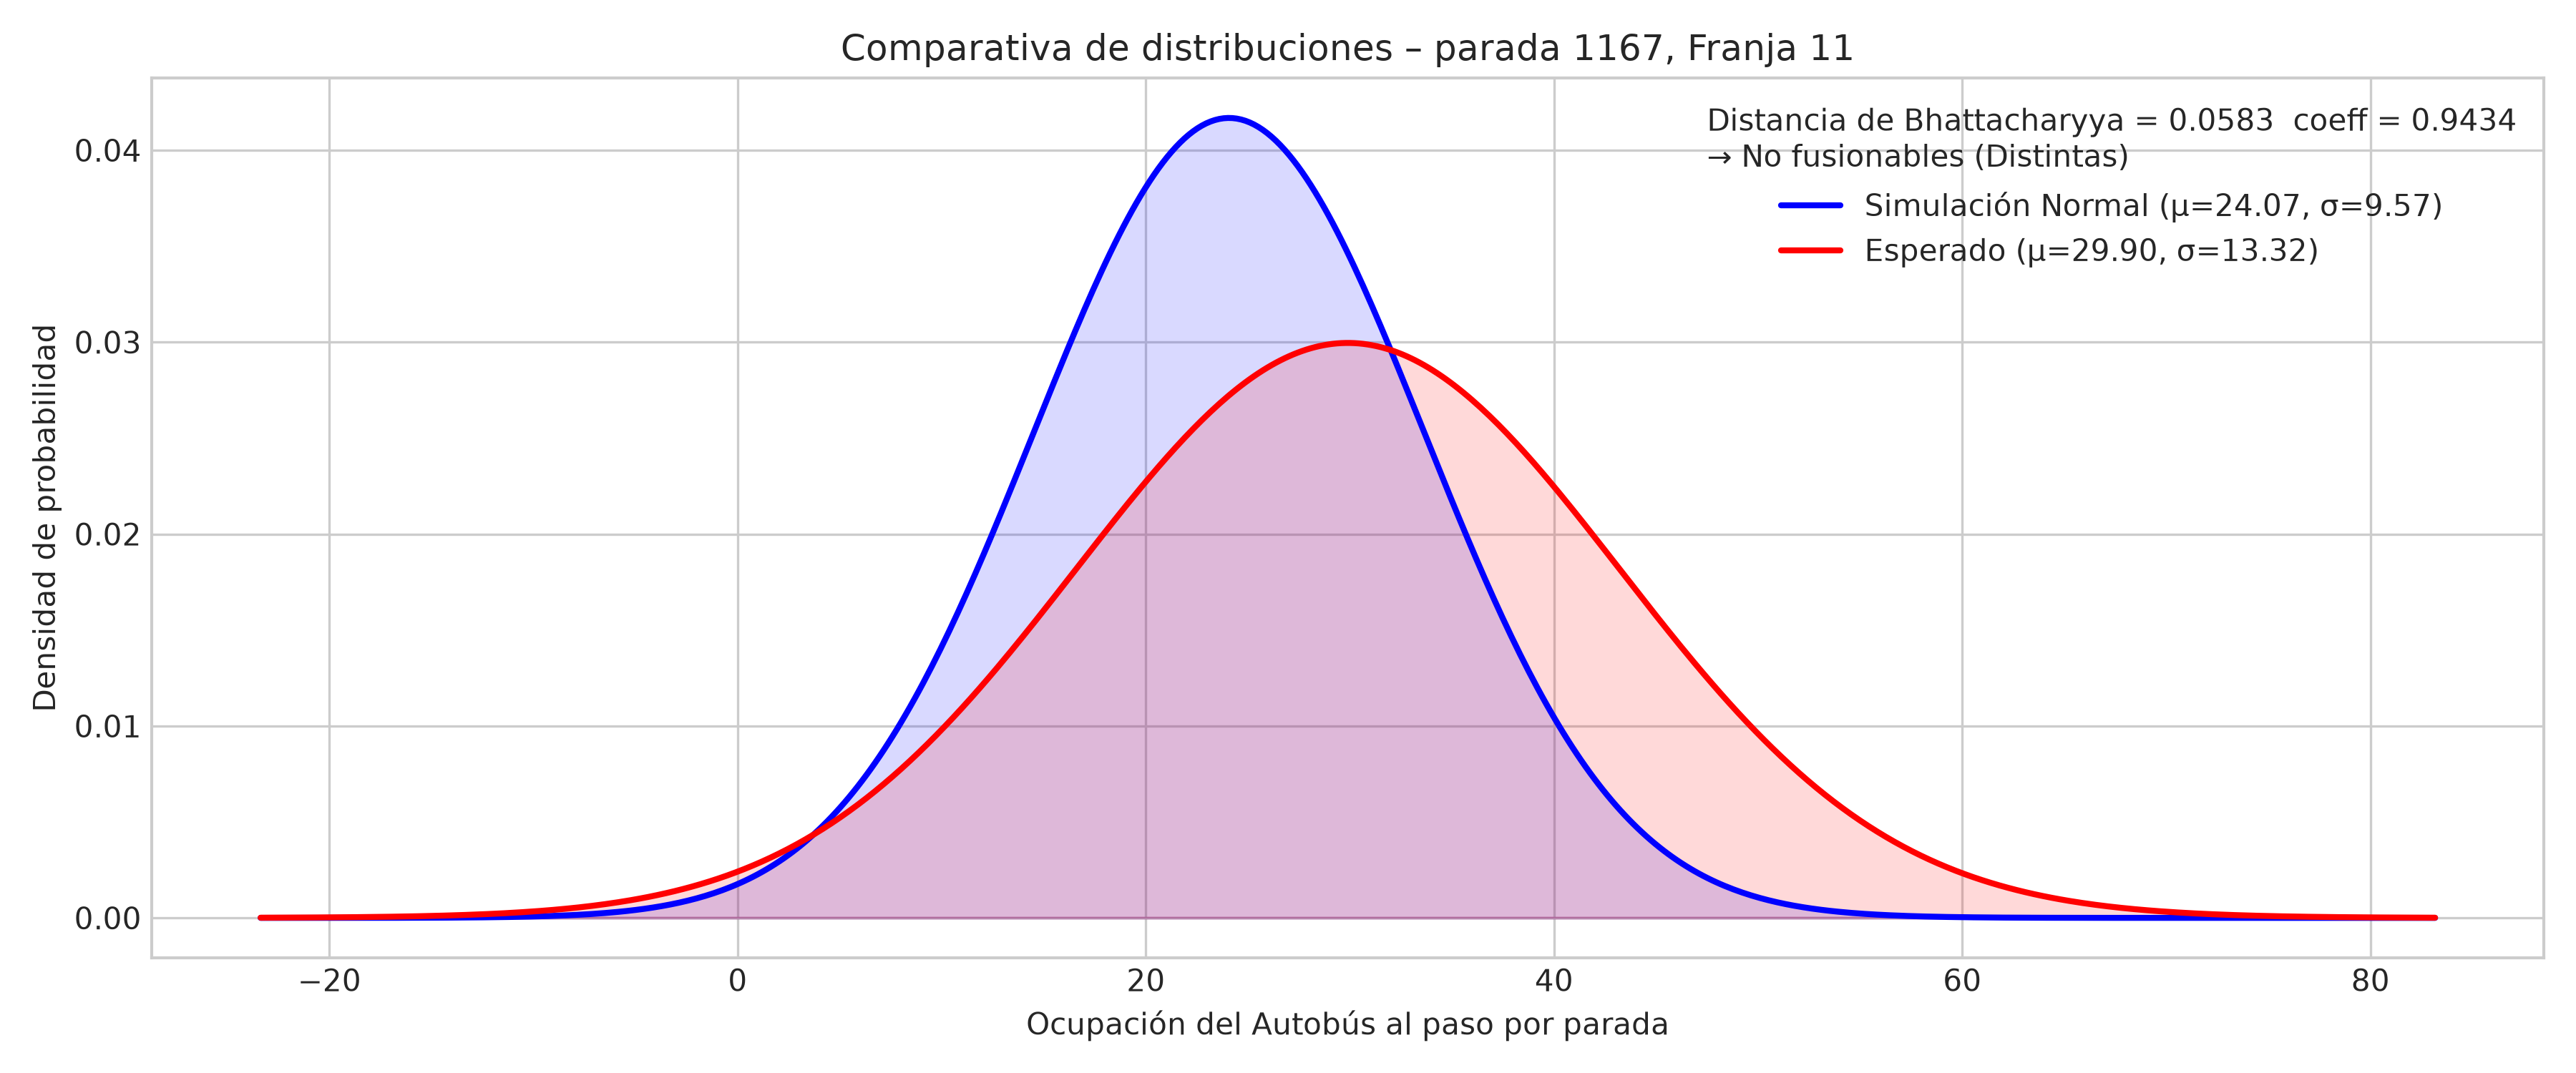 Comparativa de distribuciones – parada 1167, Franja 11
Distancia de Bhattacharyya = 0.0583  coeff = 0.9434
→ No fusionables (Distintas)
Simulación Normal (μ=24.07, σ=9.57)
Esperado (μ=29.90, σ=13.32)
Densidad de probabilidad
0.04
0.03
0.02
0.01
0.00
−20
0
20
40
60
80
Ocupación del Autobús al paso por parada